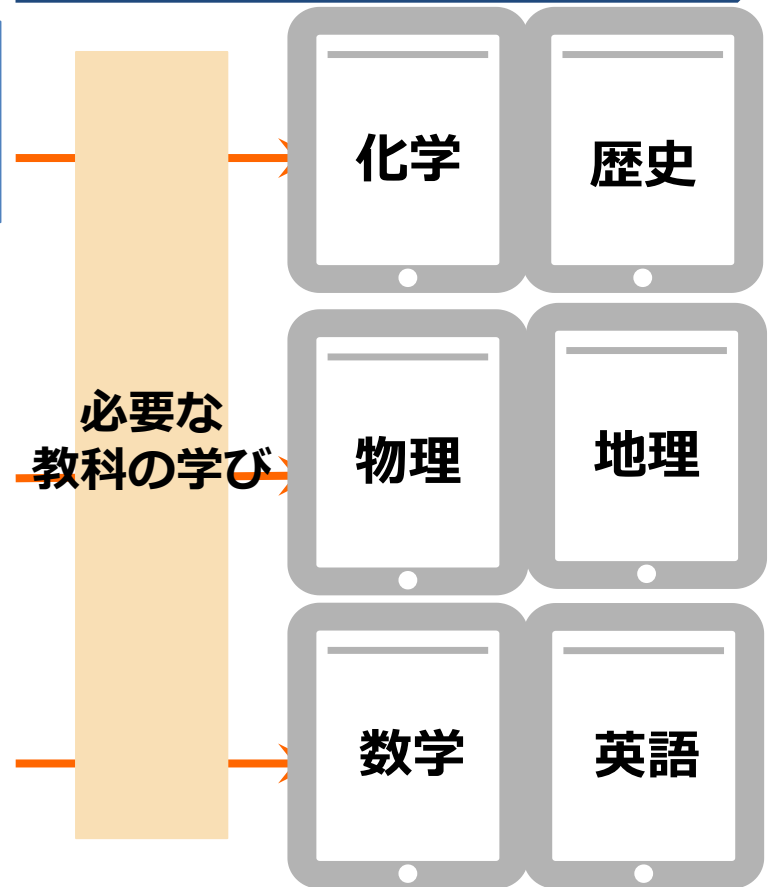 化学
歴史
必要な
教科の学び
物理
地理
数学
英語